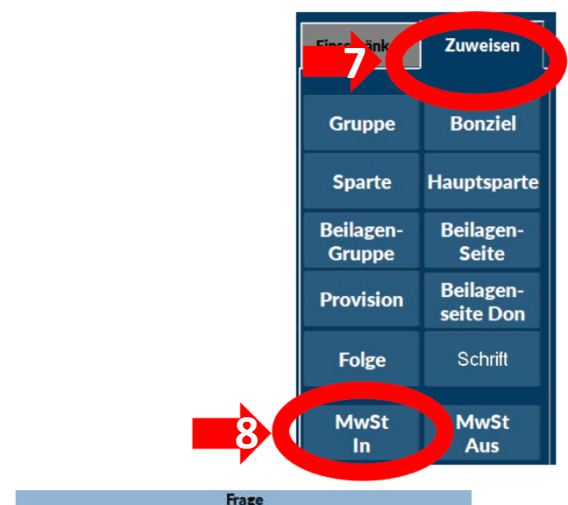 7
Zuweisen
Gruppe
Bonziel
Sparte
Hauptsparte
Beilagen-
Gruppe
Beilagen-
Seite
Provision
Beilagen-
seite Don
Folge
Schrift
8
MwSt
In
MwSt
Aus
Frage